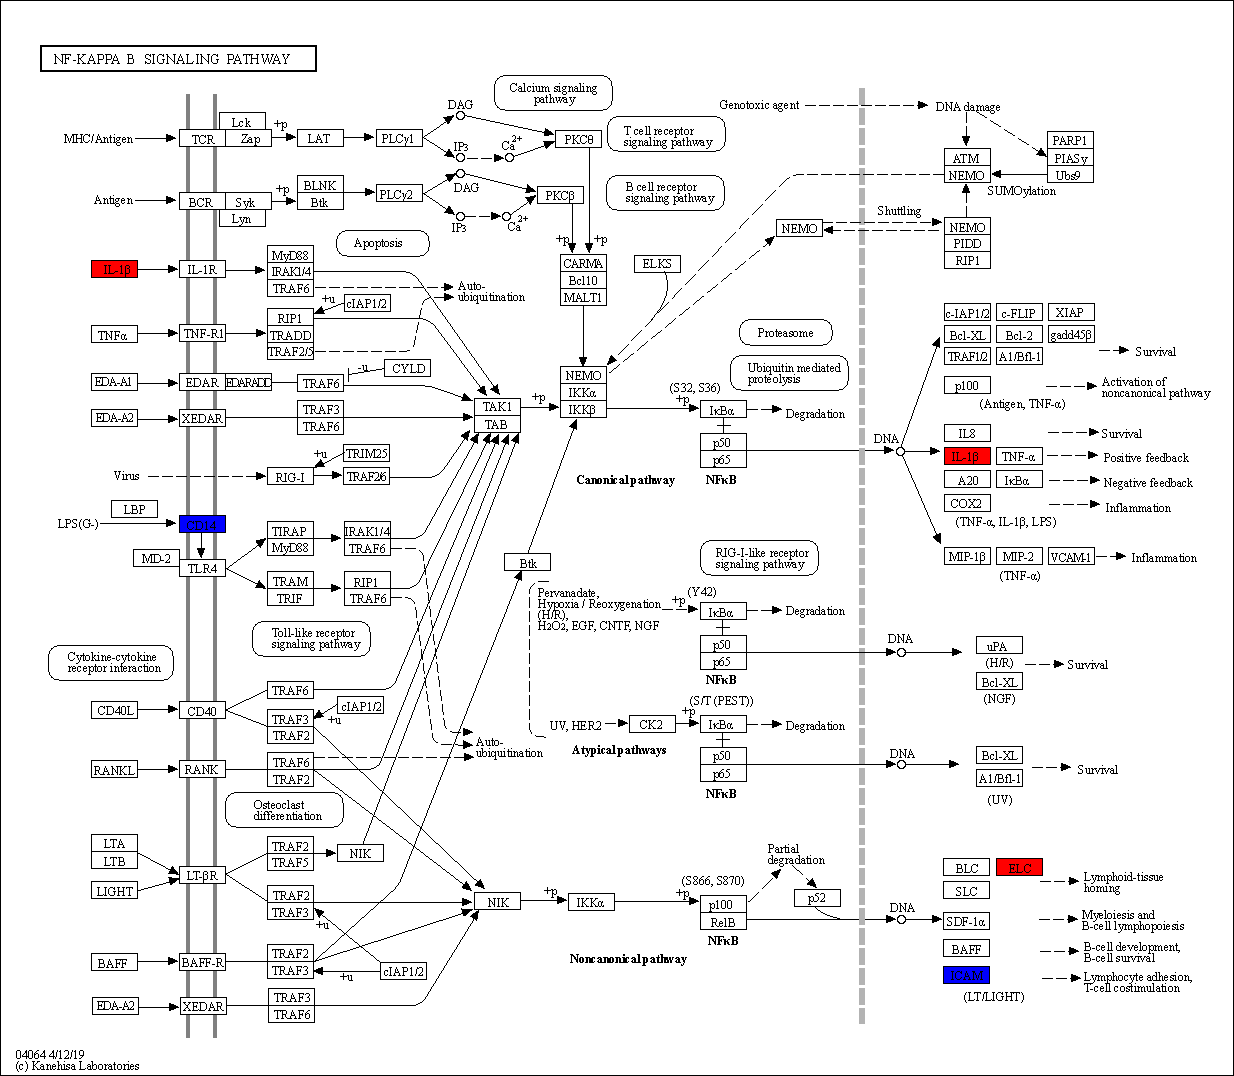 NF-KAPPA B SIGNALING PATHWAY
Calcium signaling
pathway
T cell receptor
signaling pathway
B cell receptor
signaling pathway
MHC/Antigen
TCR
Lck
Zap
+p
LAT
PLCγ1
DAG
IP3
Ca2+
PKCθ
Antigen
BCR
Syk
Lyn
+p
BLNK
Btk
PLCγ2
DAG
IP3
Ca2+
PKCβ
+p
+p
CARMA
Bcl10
MALT1
ELKS
Genotoxic agent
DNA damage
ATM
NEMO
PARP1
PIASy
Ubs9
SUMOylation
Shuttling
NEMO
NEMO
PIDD
RIP1
Apoptosis
IL-1β
IL-1R
MyD88
IRAK1/4
TRAF6
Auto-
ubiquitination
+u
cIAP1/2
TNFα
TNF-R1
RIP1
TRADD
TRAF2/5
EDA-A1
EDAR
EDARADD
TRAF6
-u
CYLD
EDA-A2
XEDAR
TRAF3
TRAF6
TAK1
TAB
+p
NEMO
IKKα
IKKβ
Virus
RIG-I
+u
TRIM25
TRAF2/6
Proteasome
Ubiquitin mediated
proteolysis
(S32, S36)
+p
IκBα
Degradation
p50
p65
NFκB
Canonical pathway
DNA
c-IAP1/2
c-FLIP
XIAP
Bcl-XL
Bcl-2
gadd45β
TRAF1/2
A1/Bfl-1
Survival
p100
(Antigen, TNF-α)
Activation of
noncanonical pathway
IL8
Survival
IL-1β
TNF-α
Positive feedback
A20
IκBα
Negative feedback
COX2
Inflammation
(TNF-α, IL-1β, LPS)
MIP-1β
MIP-2
VCAM-1
Inflammation
(TNF-α)
LBP
LPS(G-)
CD14
MD-2
TLR4
TIRAP
MyD88
IRAK1/4
TRAF6
TRAM
TRIF
RIP1
TRAF6
Toll-like receptor
signaling pathway
Cytokine-cytokine
receptor interaction
Btk
RIG-I-like receptor
signaling pathway
Pervanadate,
Hypoxia / Reoxygenation
(H/R),
H2O2, EGF, CNTF, NGF
+p
(Y42)
IκBα
Degradation
p50
p65
NFκB
DNA
uPA
(H/R)
Bcl-XL
(NGF)
Survival
CD40L
CD40
TRAF6
TRAF3
TRAF2
+u
cIAP1/2
RANKL
RANK
TRAF6
TRAF2
Auto-
ubiquitination
UV, HER2
CK2
(S/T (PEST))
+p
IκBα
Degradation
Atypical pathways
p50
p65
NFκB
DNA
Bcl-XL
A1/Bfl-1
(UV)
Survival
Osteoclast
differentiation
LTA
LTB
LIGHT
LT-βR
TRAF2
TRAF5
NIK
TRAF2
TRAF3
+u
cIAP1/2
+u
BAFF
BAFF-R
TRAF2
TRAF3
EDA-A2
XEDAR
TRAF3
TRAF6
NIK
+p
IKKα
Noncanonical pathway
(S866, S870)
+p
p100
RelB
NFκB
Partial
degradation
p52
DNA
BLC
ELC
SLC
Lymphoid-tissue
homing
SDF-1α
Myeloiesis and
B-cell lymphopoiesis
BAFF
B-cell development,
B-cell survival
ICAM
(LT/LIGHT)
Lymphocyte adhesion,
T-cell costimulation
04064 4/12/19
(c) Kanehisa Laboratories